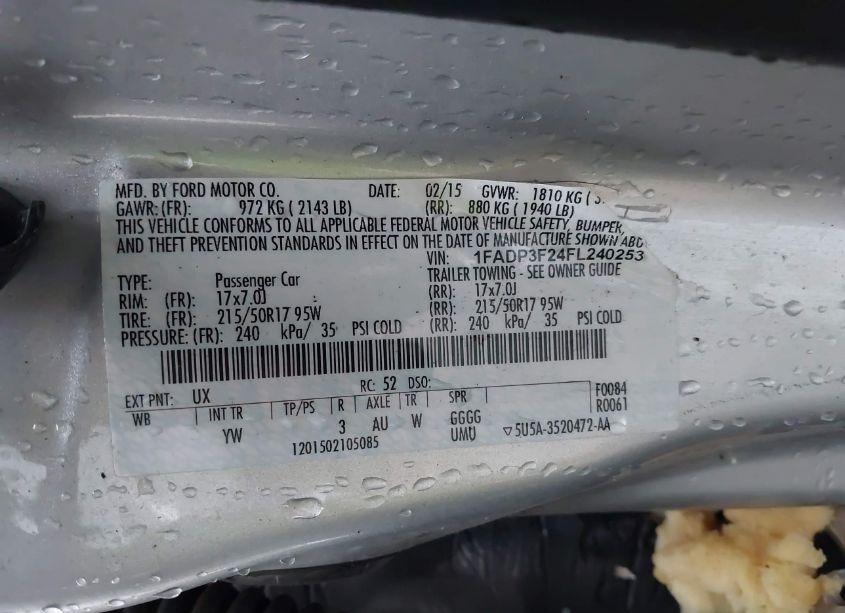 MFD. BY FORD MOTOR CO. DATE: 02/15 GVWR: 1810 KG (
GAWR: (FR): 972 KG ( 2143 LB) (RR): 880 KG ( 1940 LB)
THIS VEHICLE CONFORMS TO ALL APPLICABLE FEDERAL MOTOR VEHICLE SAFETY, BUMPER,
AND THEFT PREVENTION STANDARDS IN EFFECT ON THE DATE OF MANUFACTURE SHOWN ABO
VIN: 1FADP3F24FL240253
TYPE: Passenger Car TRAILER TOWING - SEE OWNER GUIDE
RIM: (FR): 17x7.0J (RR): 17x7.0J
TIRE: (FR): 215/50R17 95W (RR): 215/50R17 95W
PRESSURE: (FR): 240 kPa/ 35 PSI COLD (RR): 240 kPa/ 35 PSI COLD
EXT PNT: UX RC: 52 DSO: F0084
WB INT TR TP/PS R AXLE TR SPR R0061
YW 3 AU W GGGG ▽5U5A-3520472-AA
1201502105085 UMU